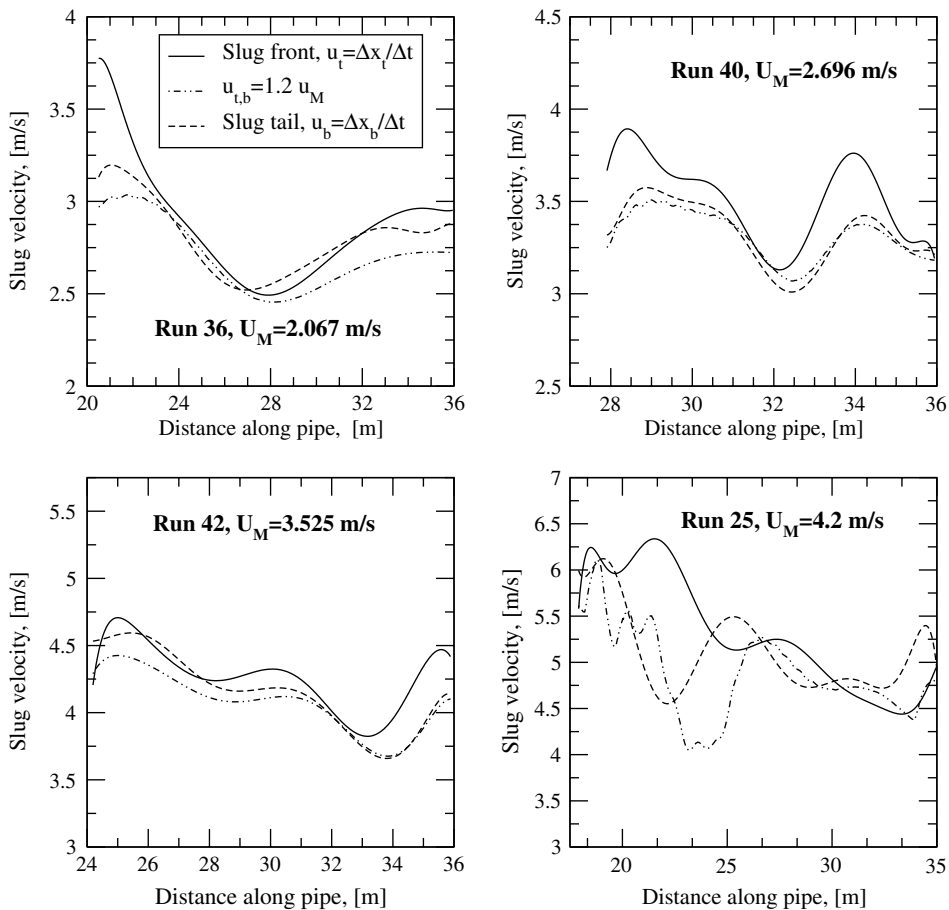 4
3.5
3
2.5
2
Slug velocity, [m/s]
Slug front, u_t=Δx_t/Δt
u_{t,b}=1.2 u_M
Slug tail, u_b=Δx_b/Δt
Run 36, U_M=2.067 m/s
20 24 28 32 36
Distance along pipe, [m]
4.5
4
3.5
3
2.5
Slug velocity, [m/s]
Run 40, U_M=2.696 m/s
28 30 32 34 36
Distance along pipe, [m]
5.5
5
4.5
4
3.5
3
Slug velocity, [m/s]
Run 42, U_M=3.525 m/s
24 26 28 30 32 34 36
Distance along pipe, [m]
7
6.5
6
5.5
5
4.5
4
3.5
3
Slug velocity, [m/s]
Run 25, U_M=4.2 m/s
20 25 30 35
Distance along pipe, [m]